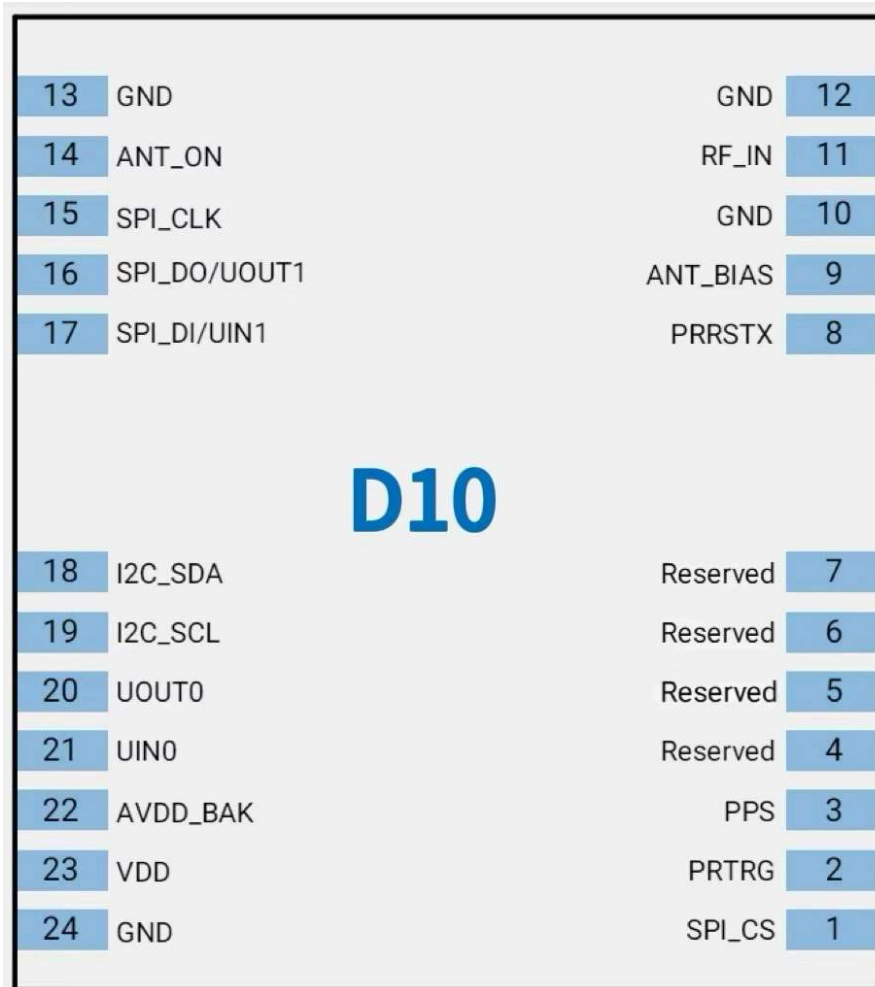 13 GND GND 12
14 ANT_ON RF_IN 11
15 SPI_CLK GND 10
16 SPI_DO/UOUT1 ANT_BIAS 9
17 SPI_DI/UIN1 PRRSTX 8
D10
18 I2C_SDA Reserved 7
19 I2C_SCL Reserved 6
20 UOUT0 Reserved 5
21 UIN0 Reserved 4
22 AVDD_BAK PPS 3
23 VDD PRTRG 2
24 GND SPI_CS 1